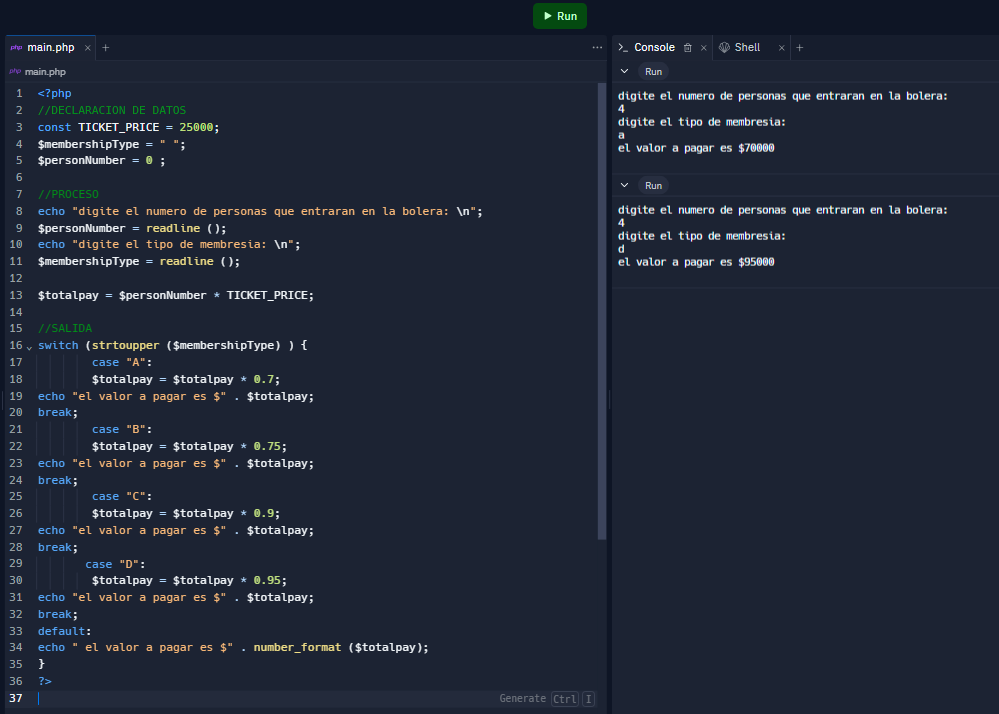 Run
php main.php × +
...
php main.php
1 <?php
2 //DECLARACION DE DATOS
3 const TICKET_PRICE = 25000;
4 $membershipType = " ";
5 $personNumber = 0 ;
6
7 //PROCESO
8 echo "digite el numero de personas que entraran en la bolera: \n";
9 $personNumber = readline ();
10 echo "digite el tipo de membresia: \n";
11 $membershipType = readline ();
12
13 $totalpay = $personNumber * TICKET_PRICE;
14
15 //SALIDA
16 switch (strtoupper ($membershipType) ) {
17 case "A":
18 $totalpay = $totalpay * 0.7;
19 echo "el valor a pagar es $" . $totalpay;
20 break;
21 case "B":
22 $totalpay = $totalpay * 0.75;
23 echo "el valor a pagar es $" . $totalpay;
24 break;
25 case "C":
26 $totalpay = $totalpay * 0.9;
27 echo "el valor a pagar es $" . $totalpay;
28 break;
29 case "D":
30 $totalpay = $totalpay * 0.95;
31 echo "el valor a pagar es $" . $totalpay;
32 break;
33 default:
34 echo " el valor a pagar es $" . number_format ($totalpay);
35 }
36 ?>
37 Generate Ctrl I
>_ Console × Shell × +
Run
digite el numero de personas que entraran en la bolera:
4
digite el tipo de membresia:
a
el valor a pagar es $70000
Run
digite el numero de personas que entraran en la bolera:
4
digite el tipo de membresia:
d
el valor a pagar es $95000